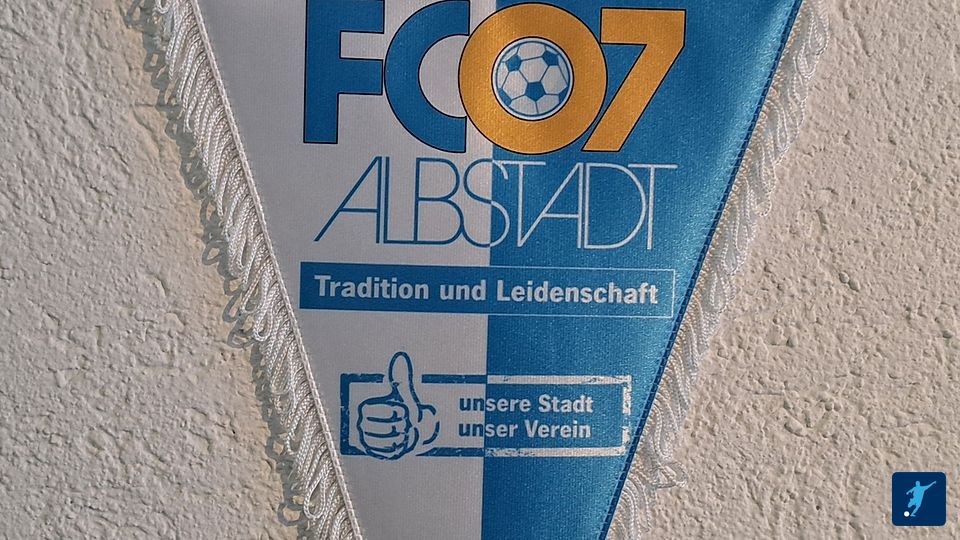 FC07
ALBSTADT
Tradition und Leidenschaft
unsere Stadt
unser Verein